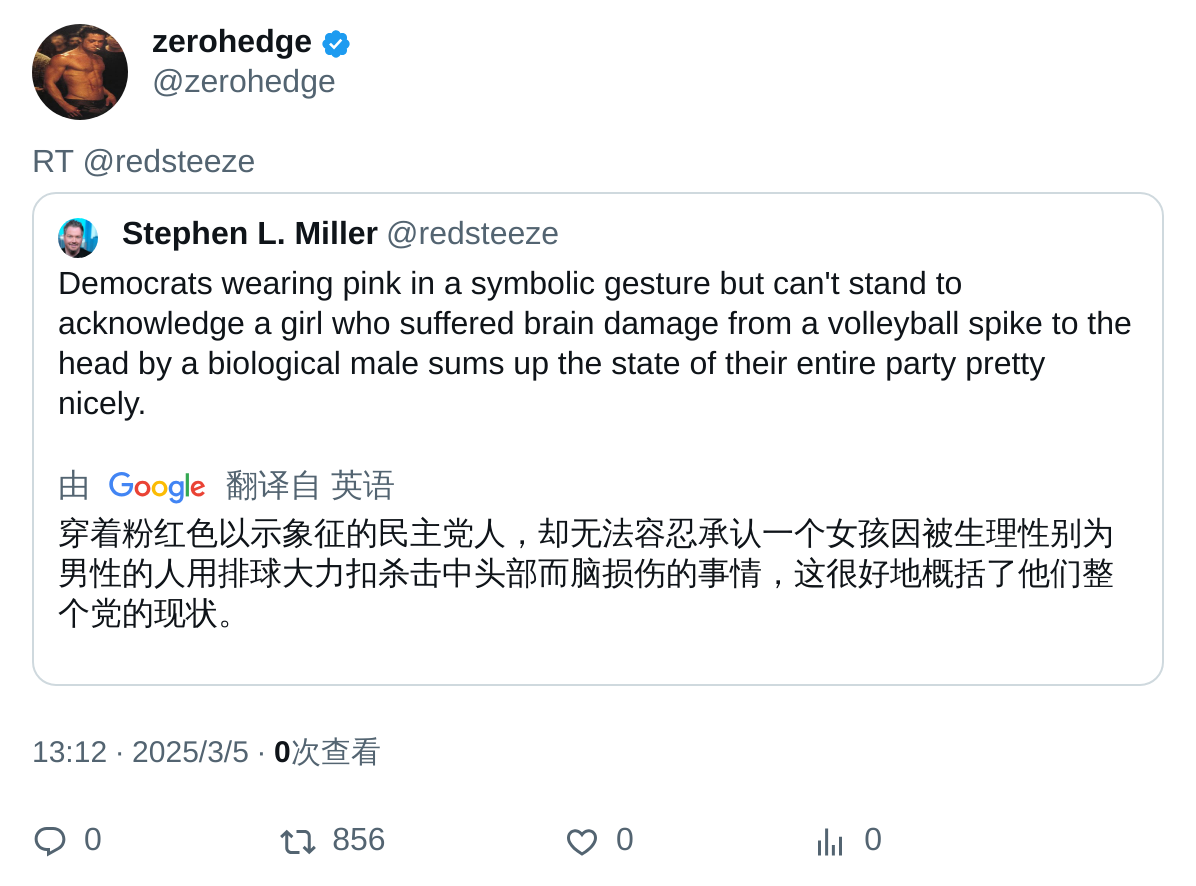 zerohedge
@zerohedge
RT @redsteeze
Stephen L. Miller @redsteeze
Democrats wearing pink in a symbolic gesture but can't stand to
acknowledge a girl who suffered brain damage from a volleyball spike to the
head by a biological male sums up the state of their entire party pretty
nicely.
由 Google 翻译自 英语
穿着粉红色以示象征的民主党人，却无法容忍承认一个女孩因被生理性别为
男性的人用排球大力扣杀击中头部而脑损伤的事情，这很好地概括了他们整
个党的现状。
13:12 · 2025/3/5 · 0次查看
0 856 0 0